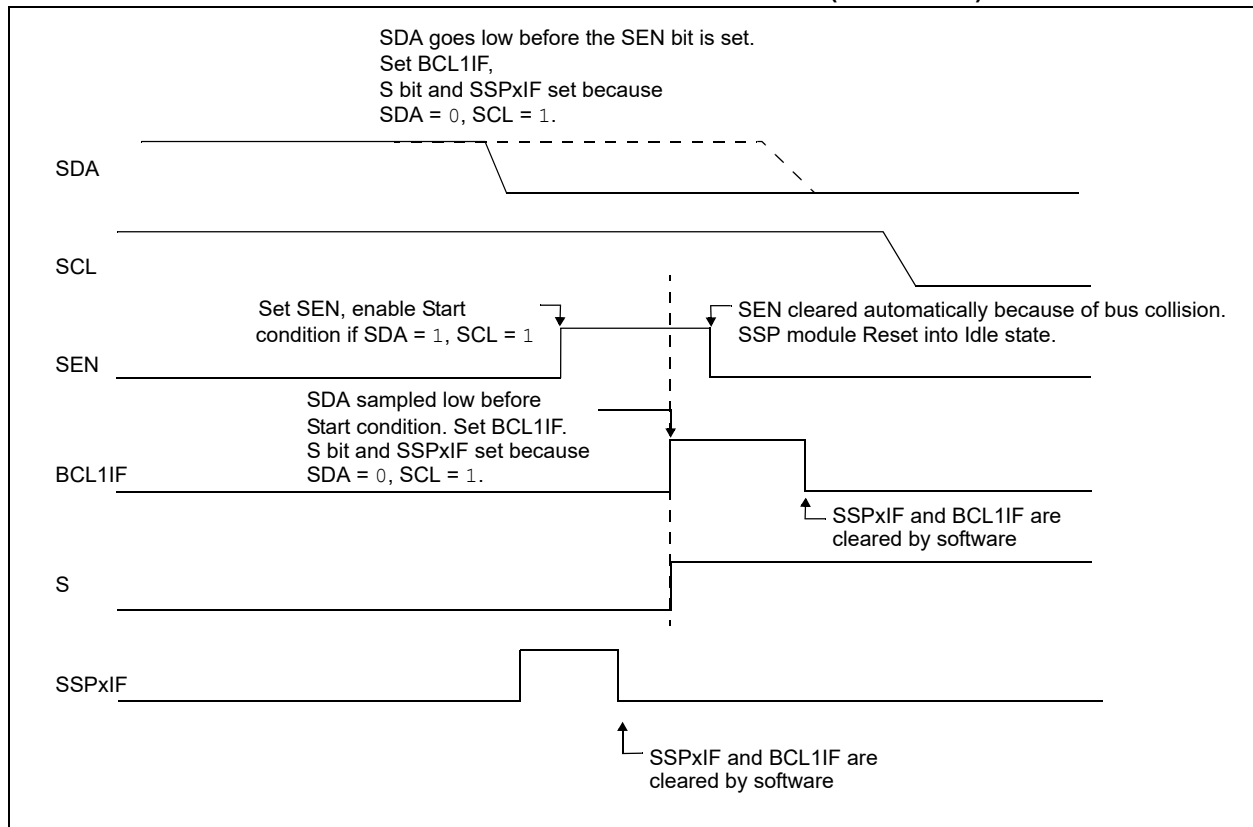 SDA goes low before the SEN bit is set.
Set BCL1IF,
S bit and SSPxIF set because
SDA = 0, SCL = 1.
SDA
SCL
Set SEN, enable Start
condition if SDA = 1, SCL = 1
SEN cleared automatically because of bus collision.
SSP module Reset into Idle state.
SEN
SDA sampled low before
Start condition. Set BCL1IF.
S bit and SSPxIF set because
SDA = 0, SCL = 1.
BCL1IF
SSPxIF and BCL1IF are
cleared by software
S
SSPxIF
SSPxIF and BCL1IF are
cleared by software